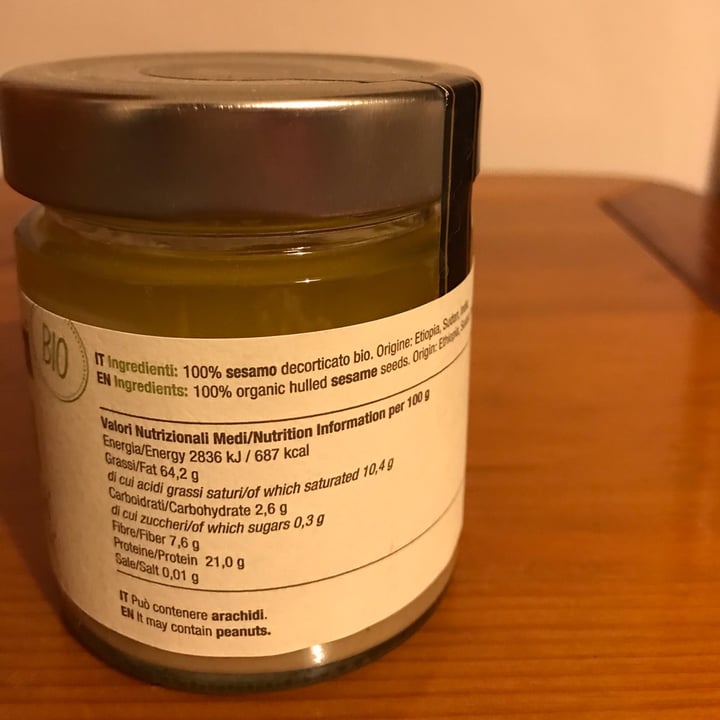 BIO
IT Ingredienti: 100% sesamo decorticato bio. Origine: Etiopia, Sudan,
EN Ingredients: 100% organic hulled sesame seeds. Origin: Ethiopia,
Valori Nutrizionali Medi/Nutrition Information per 100 g
Energia/Energy 2836 kJ / 687 kcal
Grassi/Fat 64,2 g
di cui acidi grassi saturi/of which saturated 10,4 g
Carboidrati/Carbohydrate 2,6 g
di cui zuccheri/of which sugars 0,3 g
Fibre/Fiber 7,6 g
Proteine/Protein 21,0 g
Sale/Salt 0,01 g
IT Può contenere arachidi.
EN It may contain peanuts.